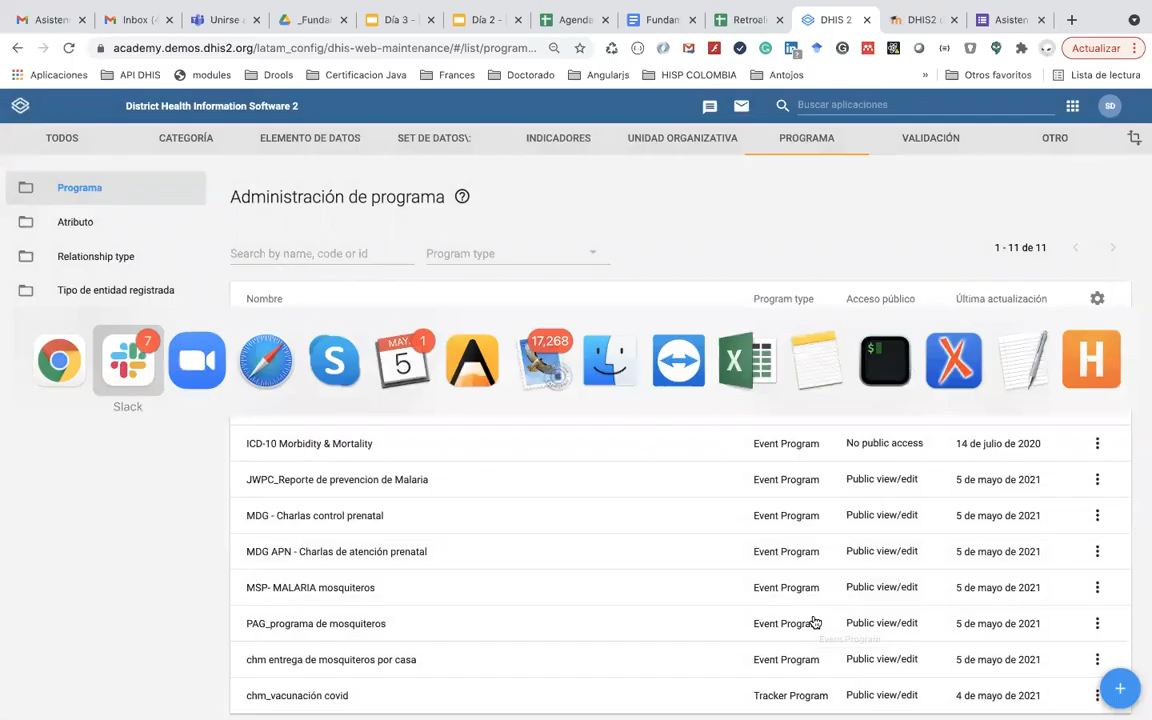 Asisten
Inbox (4
Unirse a
_Funda
Día 3 -
Día 2 -
Agenda
Fundam
Retroali
DHIS 2
DHIS2 c
Asisten
academy.demos.dhis2.org/latam_config/dhis-web-maintenance/#/list/program...
Actualizar
Aplicaciones
API DHIS
modules
Drools
Certificacion Java
Frances
Doctorado
Angularjs
HISP COLOMBIA
Antojos
»
Otros favoritos
Lista de lectura
District Health Information Software 2
Buscar aplicaciones
SD
TODOS
CATEGORÍA
ELEMENTO DE DATOS
SET DE DATOS\:
INDICADORES
UNIDAD ORGANIZATIVA
PROGRAMA
VALIDACIÓN
OTRO
Programa
Atributo
Relationship type
Tipo de entidad registrada
Administración de programa
Search by name, code or id
Program type
1 - 11 de 11
Nombre
Program type
Acceso público
Última actualización
7
MAY.
5
1
17,268
Slack
ICD-10 Morbidity & Mortality
Event Program
No public access
14 de julio de 2020
JWPC_Reporte de prevencion de Malaria
Event Program
Public view/edit
5 de mayo de 2021
MDG - Charlas control prenatal
Event Program
Public view/edit
5 de mayo de 2021
MDG APN - Charlas de atención prenatal
Event Program
Public view/edit
5 de mayo de 2021
MSP- MALARIA mosquiteros
Event Program
Public view/edit
5 de mayo de 2021
PAG_programa de mosquiteros
Event Program
Public view/edit
5 de mayo de 2021
Event Program
chm entrega de mosquiteros por casa
Event Program
Public view/edit
5 de mayo de 2021
chm_vacunación covid
Tracker Program
Public view/edit
4 de mayo de 2021